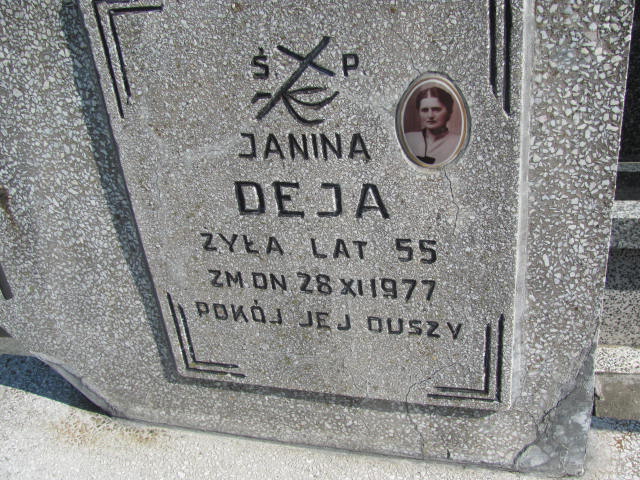 Ś P
JANINA
DEJA
ŻYŁA LAT 55
ZM DN 28 XI 1977
POKÓJ JEJ DUSZY